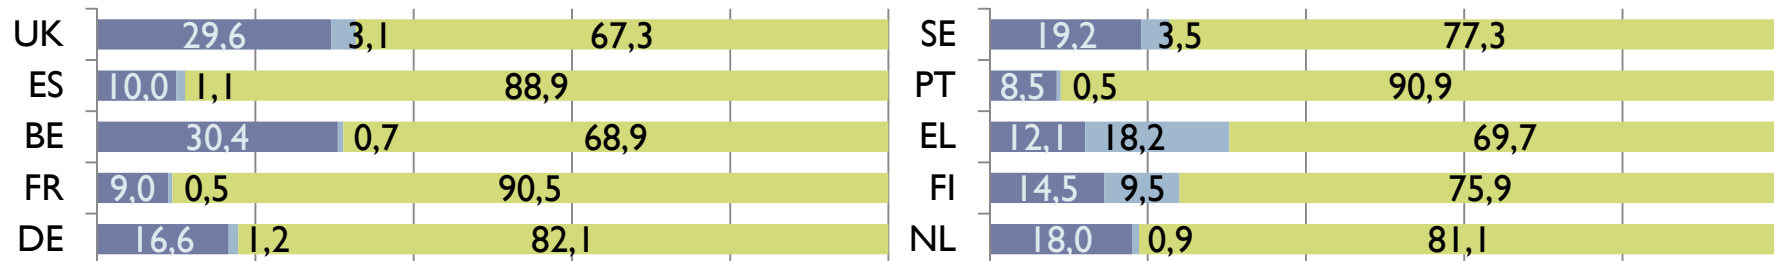 UK 29,6 3,1 67,3
ES 10,0 1,1 88,9
BE 30,4 0,7 68,9
FR 9,0 0,5 90,5
DE 16,6 1,2 82,1
SE 19,2 3,5 77,3
PT 8,5 0,5 90,9
EL 12,1 18,2 69,7
FI 14,5 9,5 75,9
NL 18,0 0,9 81,1